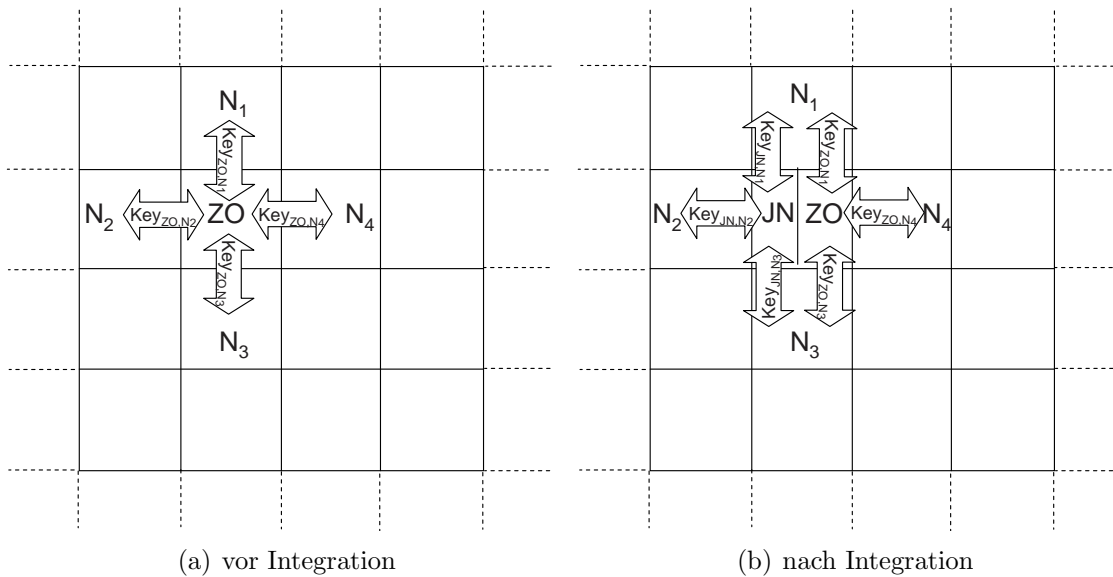 N1
KeyZO,N1
N2
KeyZO,N2
ZO
KeyZO,N4
N4
KeyZO,N3
N3
(a) vor Integration
N1
KeyJN,N1
KeyZO,N1
N2
KeyJN,N2
JN
ZO
KeyZO,N4
N4
KeyJN,N3
KeyZO,N3
N3
(b) nach Integration